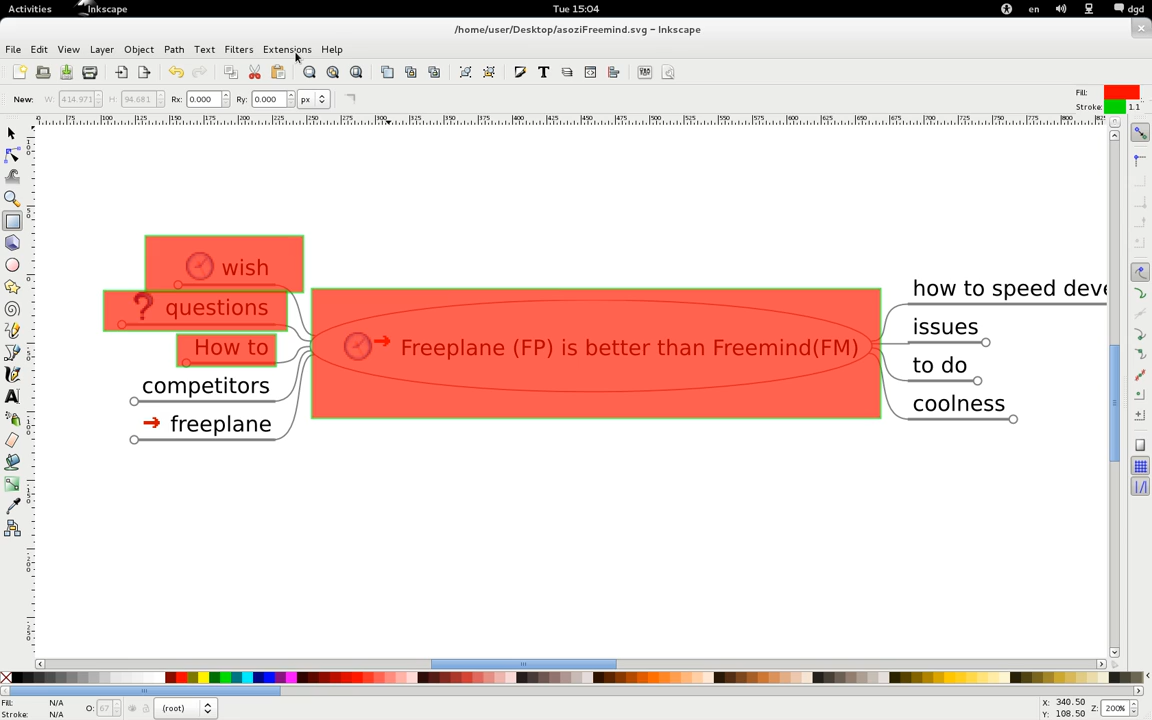 Activities Inkscape Tue 15:04 en dgd
/home/user/Desktop/asoziFreemind.svg - Inkscape
File Edit View Layer Object Path Text Filters Extensions Help
New: W: 414.971 H: 94.681 Rx: 0.000 Ry: 0.000 px Fill:
Stroke: 1.1
wish
? questions
How to
competitors
freeplane
Freeplane (FP) is better than Freemind(FM)
how to speed deve
issues
to do
coolness
Fill: N/A O: 67 (root) X: 340.50 Z: 200%
Stroke: N/A Y: 108.50